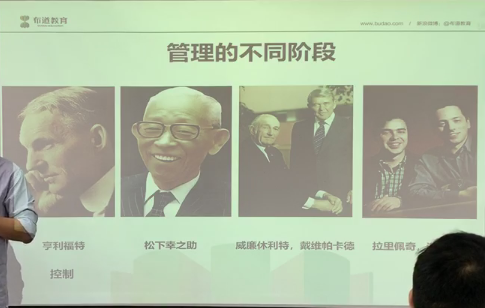 布道教育
www.budao.com / 新浪微博：@布道教育
管理的不同阶段
亨利福特
松下幸之助
威廉休利特，戴维帕卡德
拉里佩奇，
控制